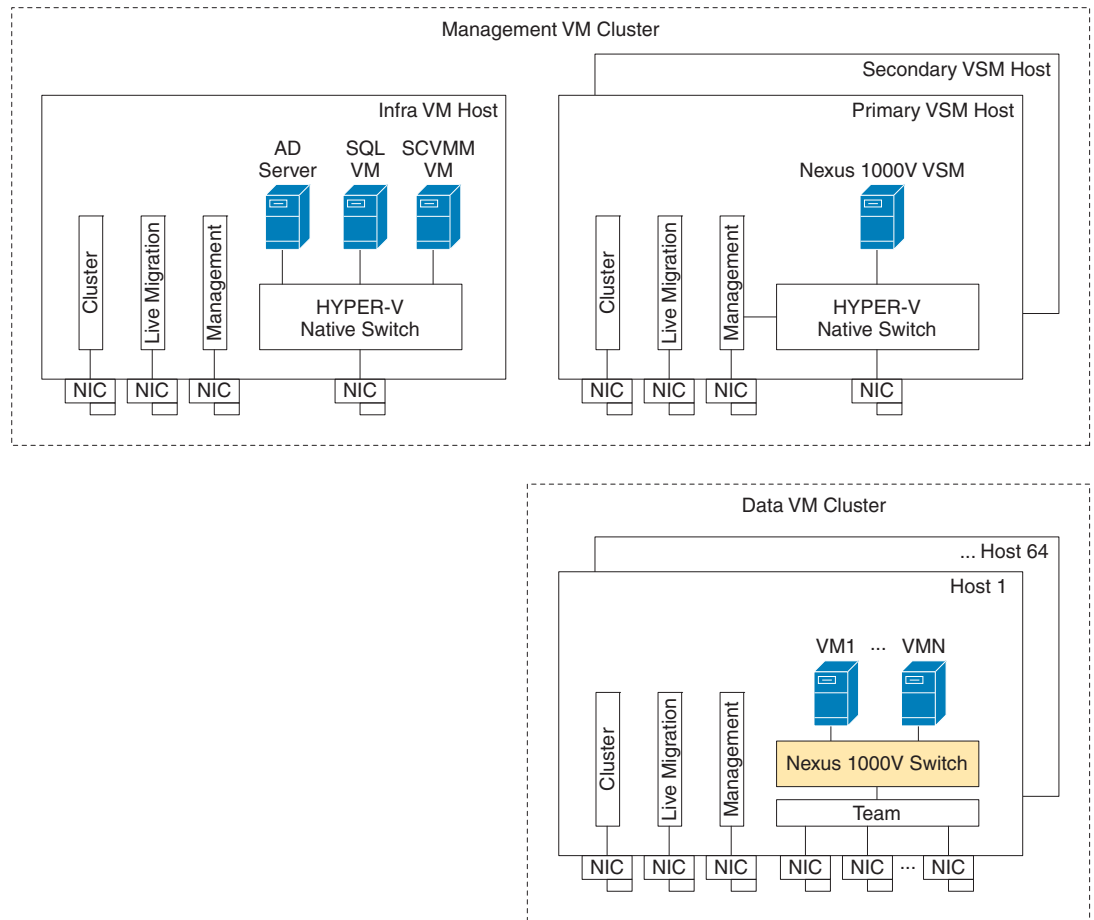 Management VM Cluster
Infra VM Host
AD
Server
SQL
VM
SCVMM
VM
Cluster
Live Migration
Management
HYPER-V
Native Switch
NIC
NIC
NIC
NIC
Secondary VSM Host
Primary VSM Host
Nexus 1000V VSM
Cluster
Live Migration
Management
HYPER-V
Native Switch
NIC
NIC
NIC
NIC
Data VM Cluster
... Host 64
Host 1
VM1 ... VMN
Cluster
Live Migration
Management
Nexus 1000V Switch
Team
NIC
NIC
NIC
NIC
NIC
...
NIC